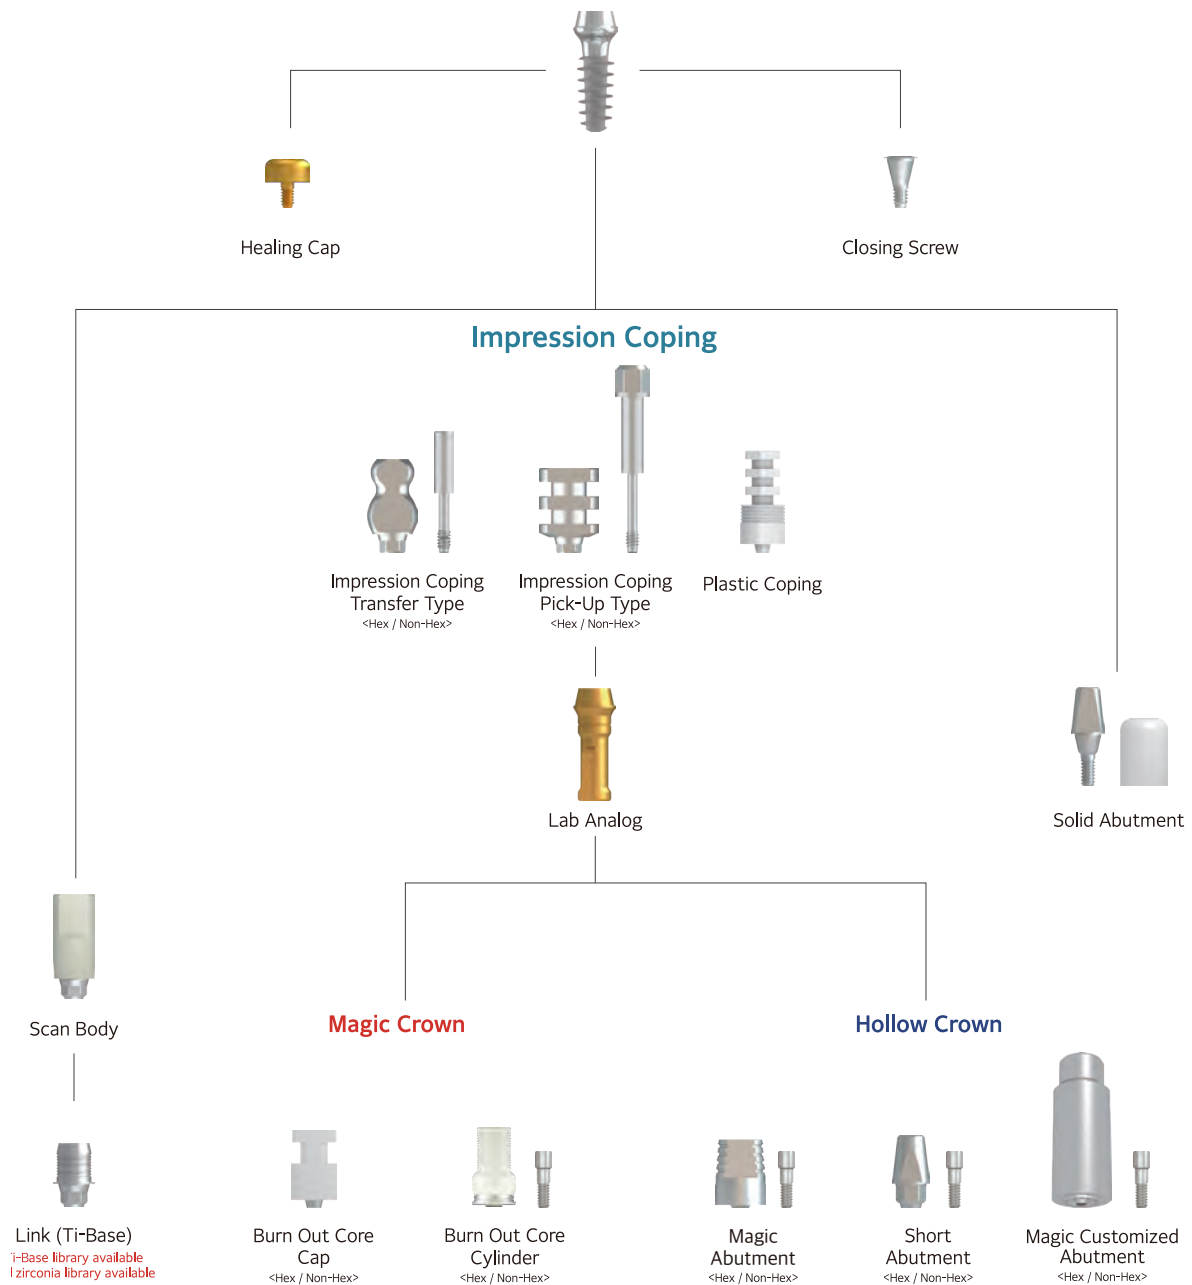 Healing Cap
Closing Screw
Impression Coping
Impression Coping
Transfer Type
<Hex / Non-Hex>
Impression Coping
Pick-Up Type
<Hex / Non-Hex>
Plastic Coping
Lab Analog
Solid Abutment
Scan Body
Magic Crown
Hollow Crown
Link (Ti-Base)
Ti-Base library available
zirconia library available
Burn Out Core
Cap
<Hex / Non-Hex>
Burn Out Core
Cylinder
<Hex / Non-Hex>
Magic
Abutment
<Hex / Non-Hex>
Short
Abutment
<Hex / Non-Hex>
Magic Customized
Abutment
<Hex / Non-Hex>